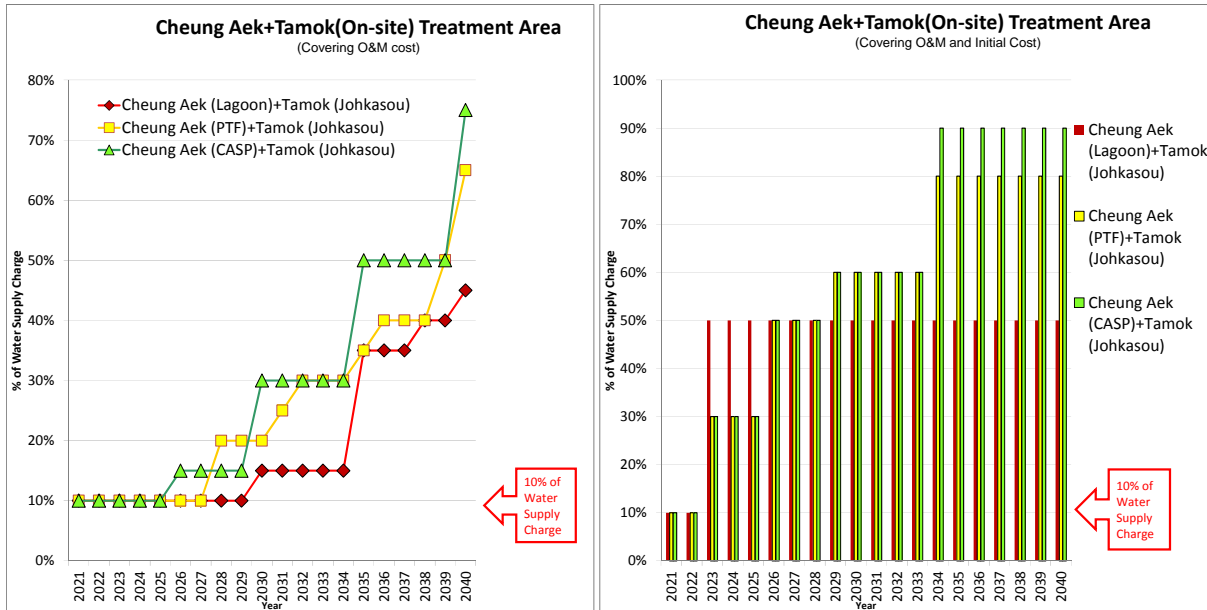 Cheung Aek+Tamok(On-site) Treatment Area
(Covering O&M cost)
80%
70%
60%
50%
40%
30%
20%
10%
0%
% of Water Supply Charge
Cheung Aek (Lagoon)+Tamok (Johkasou)
Cheung Aek (PTF)+Tamok (Johkasou)
Cheung Aek (CASP)+Tamok (Johkasou)
10% of
Water
Supply
Charge
2021 2022 2023 2024 2025 2026 2027 2028 2029 2030 2031 2032 2033 2034 2035 2036 2037 2038 2039 2040
Year
Cheung Aek+Tamok(On-site) Treatment Area
(Covering O&M and Initial Cost)
100%
90%
80%
70%
60%
50%
40%
30%
20%
10%
0%
% of Water Supply Charge
Cheung Aek
(Lagoon)+Tamok
(Johkasou)
Cheung Aek
(PTF)+Tamok
(Johkasou)
Cheung Aek
(CASP)+Tamok
(Johkasou)
10% of
Water
Supply
Charge
2021 2022 2023 2024 2025 2026 2027 2028 2029 2030 2031 2032 2033 2034 2035 2036 2037 2038 2039 2040
Year